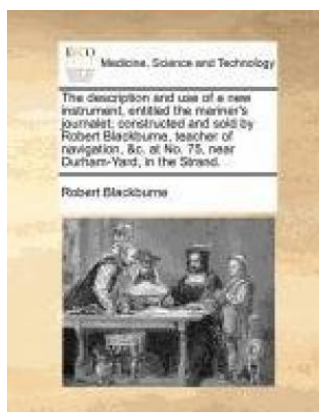 ECCO
Medicine, Science and Technology
The description and use of a new
instrument, entitled the mariner's
journalist; constructed and sold by
Robert Blackburne, teacher of
navigation, &c. at No. 75, near
Durham-Yard, in the Strand.
Robert Blackburne